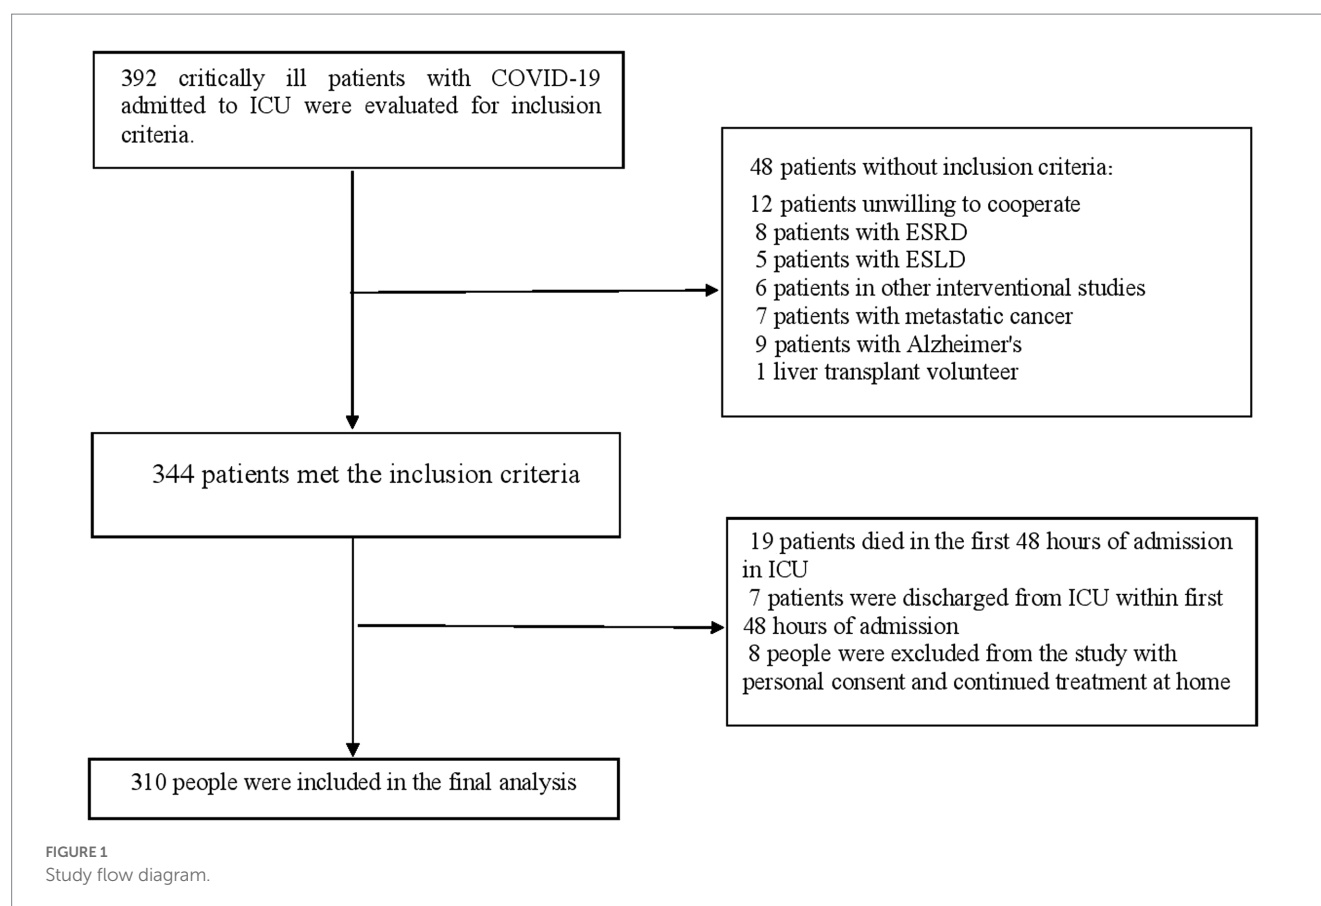 392 critically ill patients with COVID-19
admitted to ICU were evaluated for inclusion
criteria.
48 patients without inclusion criteria:
12 patients unwilling to cooperate
8 patients with ESRD
5 patients with ESLD
6 patients in other interventional studies
7 patients with metastatic cancer
9 patients with Alzheimer's
1 liver transplant volunteer
344 patients met the inclusion criteria
19 patients died in the first 48 hours of admission
in ICU
7 patients were discharged from ICU within first
48 hours of admission
8 people were excluded from the study with
personal consent and continued treatment at home
310 people were included in the final analysis
FIGURE 1
Study flow diagram.